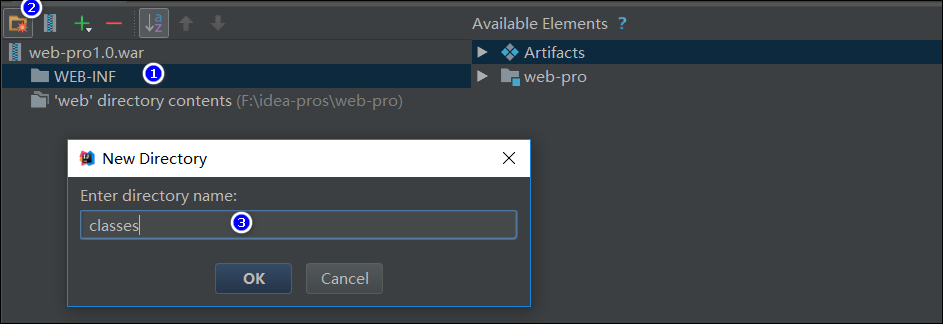 2
Available Elements ?
web-pro1.0.war
Artifacts
WEB-INF 1
web-pro
'web' directory contents (F:\idea-pros\web-pro)
New Directory
Enter directory name:
classes 3
OK Cancel